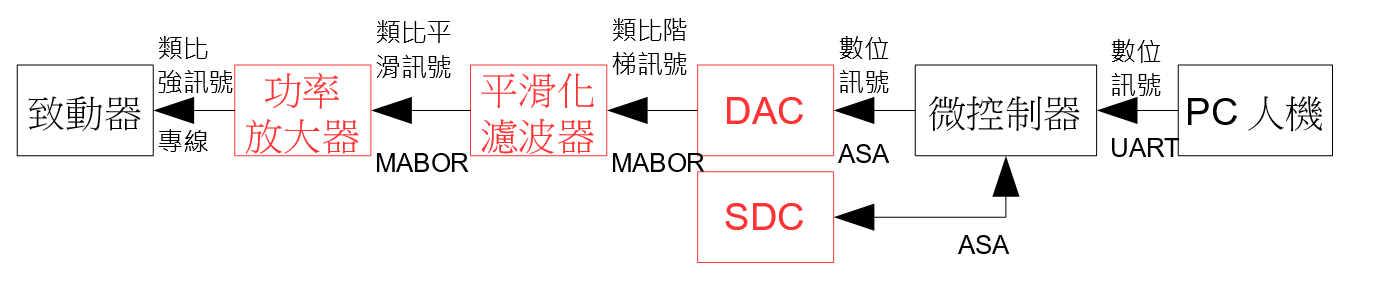 類比
強訊號
類比平
滑訊號
類比階
梯訊號
數位
訊號
數位
訊號
致動器
功率
放大器
平滑化
濾波器
DAC
微控制器
PC 人機
專線
MABOR
MABOR
ASA
UART
SDC
ASA